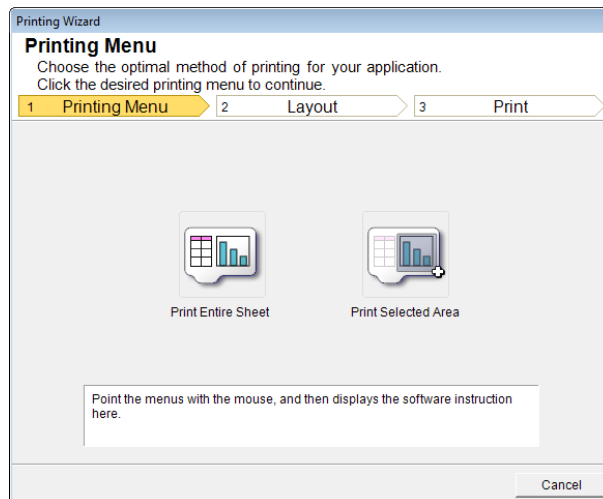 Printing Wizard
Printing Menu
Choose the optimal method of printing for your application.
Click the desired printing menu to continue.
1 Printing Menu 2 Layout 3 Print
Print Entire Sheet Print Selected Area
Point the menus with the mouse, and then displays the software instruction
here.
Cancel